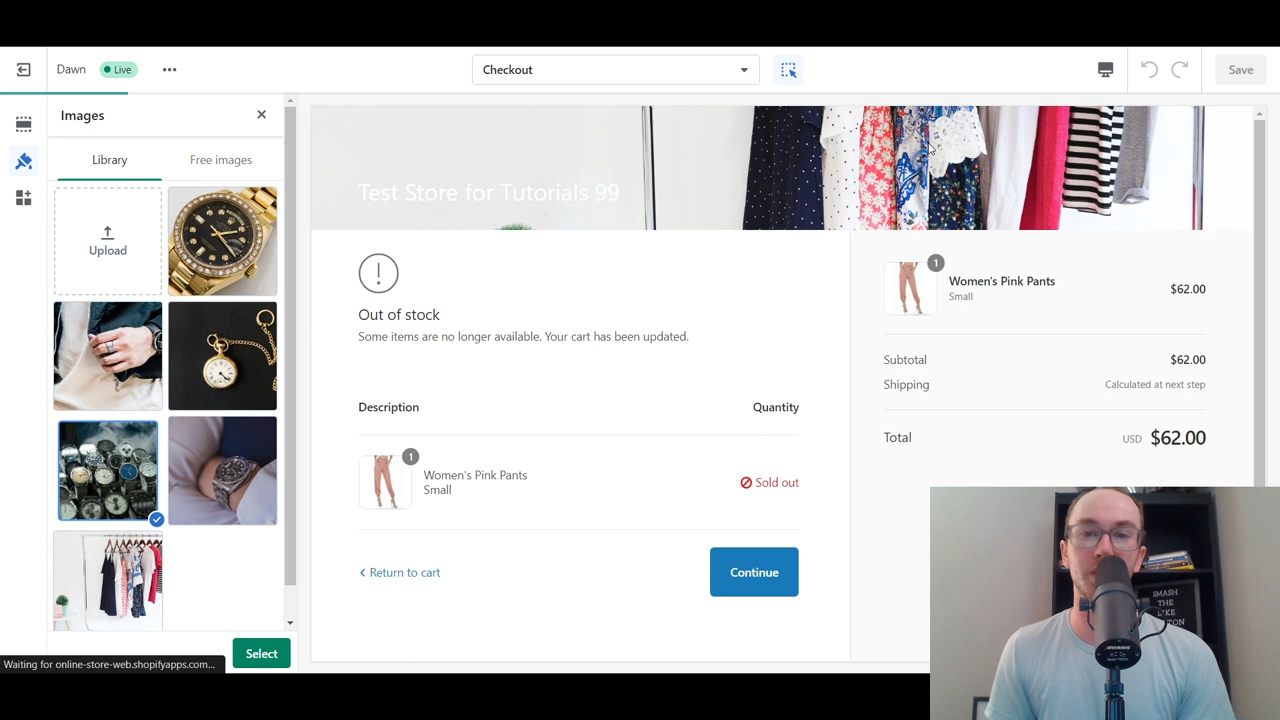 Dawn
Live
Checkout
Save
Images
Library
Free images
Upload
Select
Waiting for online-store-web.shopifyapps.com...
Test Store for Tutorials 99
Out of stock
Some items are no longer available. Your cart has been updated.
Description Quantity
1
Women's Pink Pants
Small
Sold out
Return to cart
Continue
1
Women's Pink Pants
Small
$62.00
Subtotal $62.00
Shipping Calculated at next step
Total USD $62.00
SMASH
THE